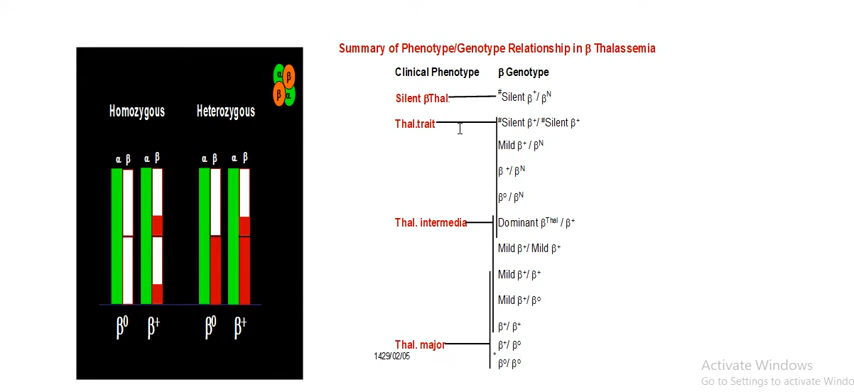 Summary of Phenotype/Genotype Relationship in β Thalassemia
Clinical Phenotype β Genotype
Silent βThal. #Silent β⁺/ βᴺ
Thal.trait #Silent β⁺/ #Silent β⁺
Mild β⁺ / βᴺ
β ⁺/ βᴺ
β⁰ / βᴺ
Thal. intermedia Dominant βᵀʰᵃˡ / β⁺
Mild β⁺/ Mild β⁺
Mild β⁺/ β⁺
Mild β⁺/ β⁰
β⁺/ β⁺
Thal. major β⁺/ β⁰
1429/02/05
β⁰/ β⁰
α β
β α
Homozygous Heterozygous
α β α β α β α β
β⁰ β⁺ β⁰ β⁺
Activate Windows
Go to Settings to activate Windo